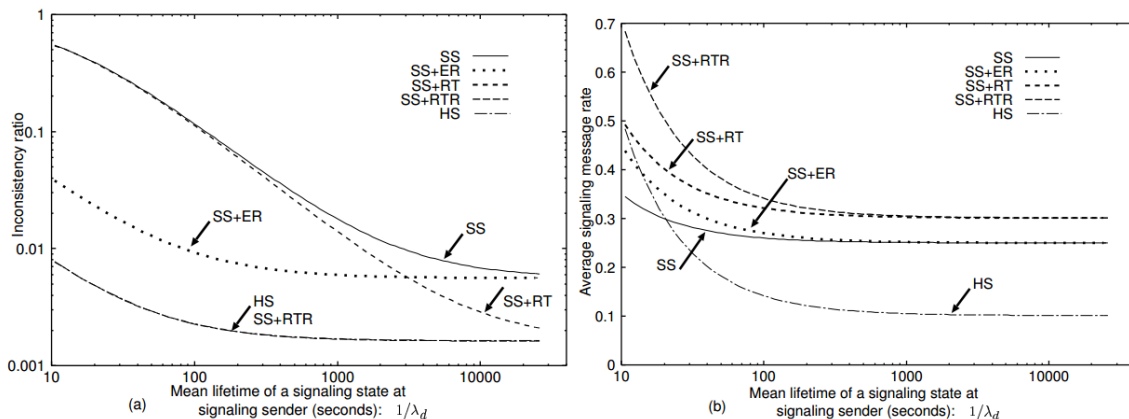 1
0.1
0.01
0.001
Inconsistency ratio
SS
SS+ER
SS+RT
SS+RTR
HS
SS+ER
SS
HS
SS+RTR
SS+RT
10
100
1000
10000
Mean lifetime of a signaling state at
(a) signaling sender (seconds): 1/λd
0.7
0.6
0.5
0.4
0.3
0.2
0.1
0
Average signaling message rate
SS
SS+ER
SS+RT
SS+RTR
HS
SS+RTR
SS+RT
SS+ER
SS
HS
10
100
1000
10000
Mean lifetime of a signaling state at
(b) signaling sender (seconds): 1/λd